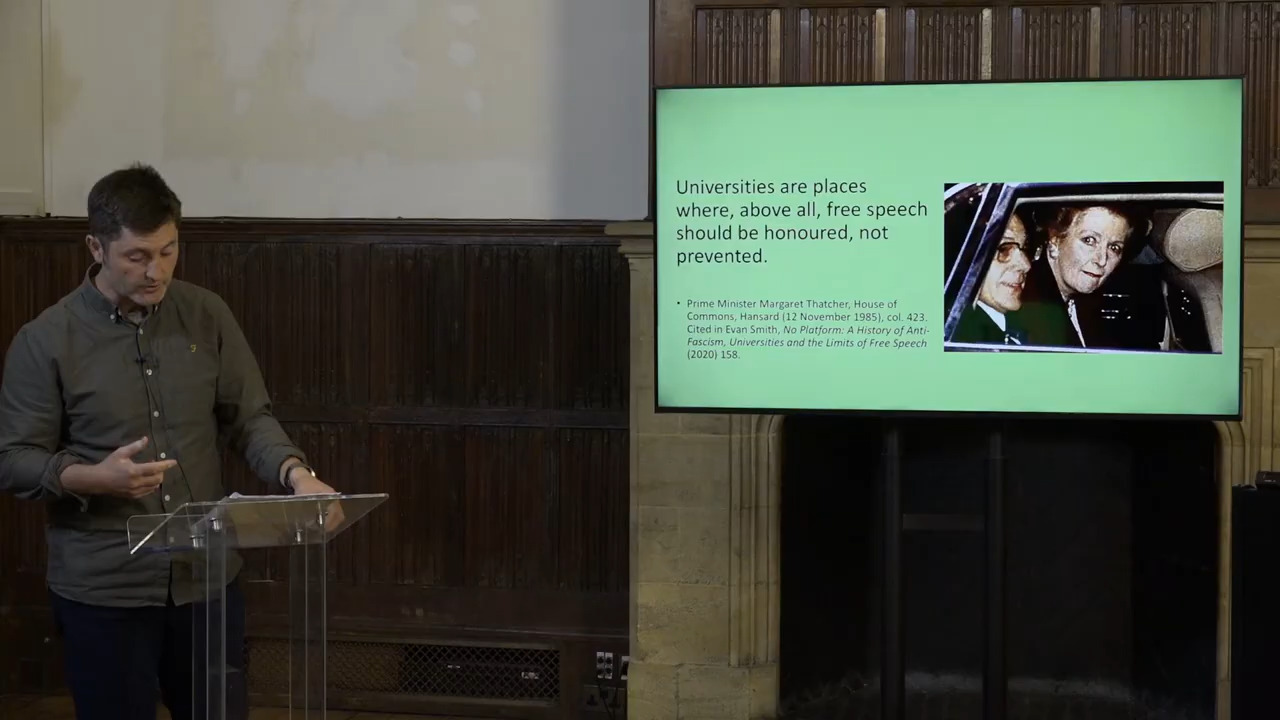 Universities are places
where, above all, free speech
should be honoured, not
prevented.
• Prime Minister Margaret Thatcher, House of
Commons, Hansard (12 November 1985), col. 423.
Cited in Evan Smith, No Platform: A History of Anti-
Fascism, Universities and the Limits of Free Speech
(2020) 158.